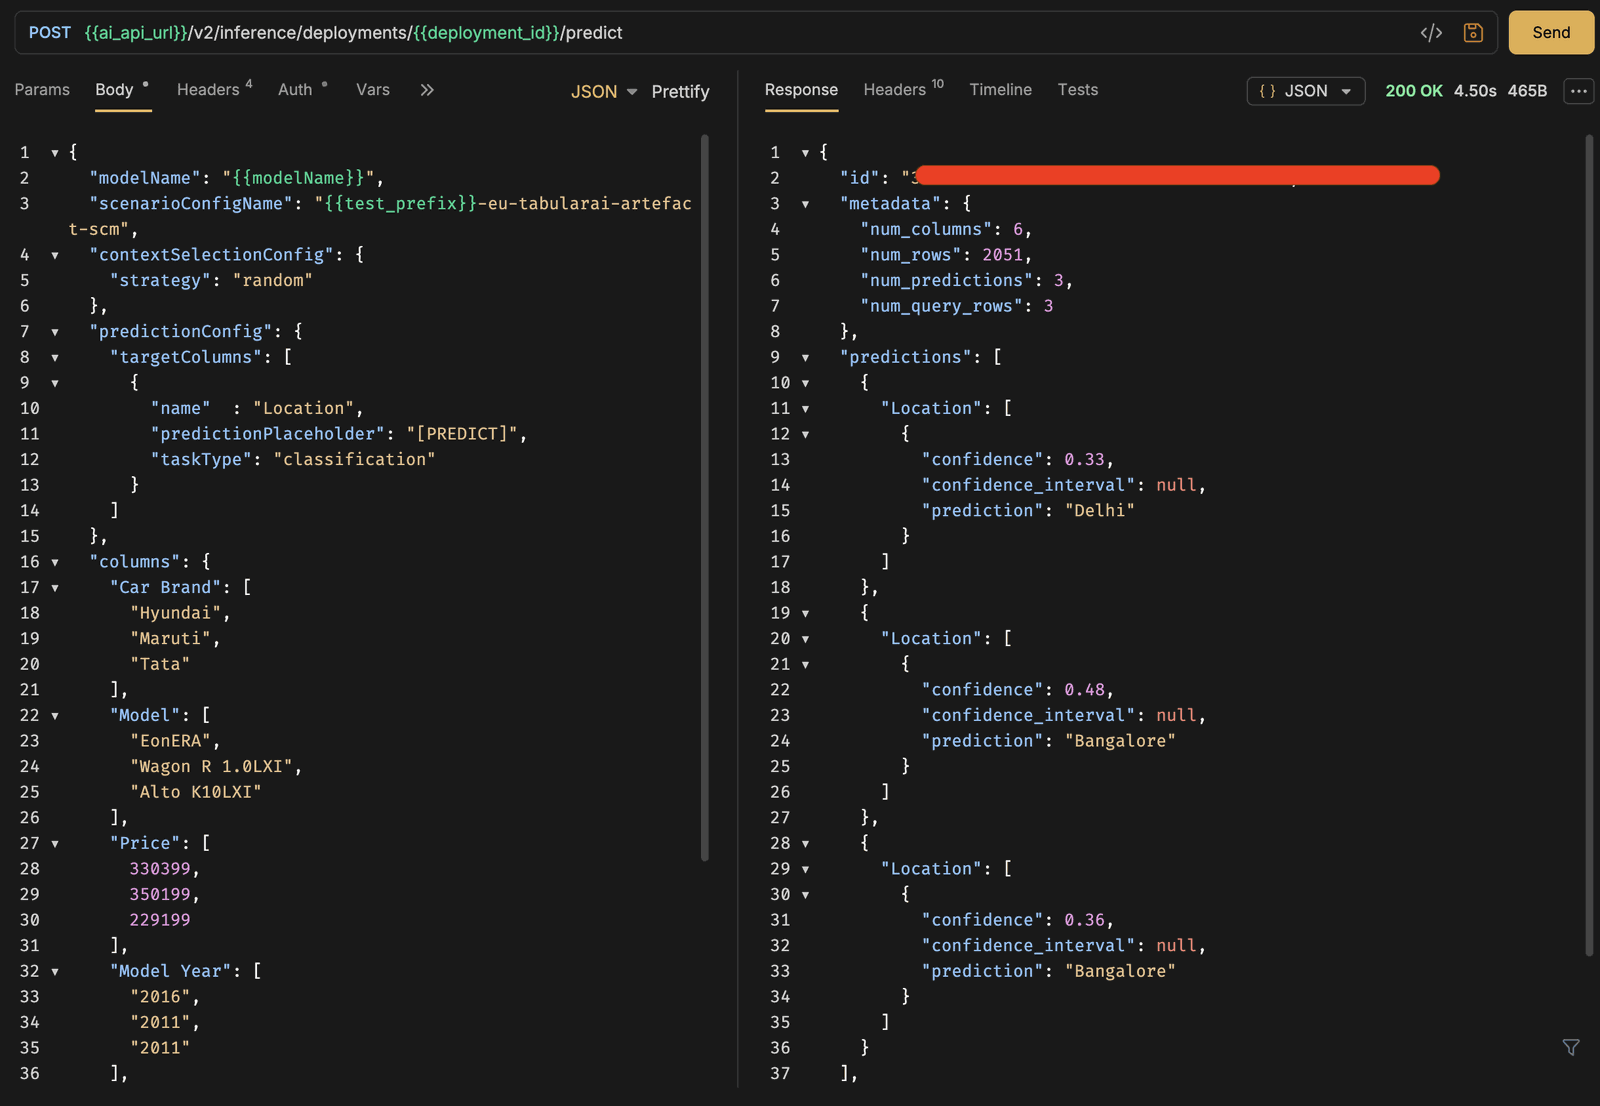 POST {{ai_api_url}}/v2/inference/deployments/{{deployment_id}}/predict
Send
Params Body Headers 4 Auth Vars JSON Prettify
1 {
2 "modelName": "{{modelName}}",
3 "scenarioConfigName": "{{test_prefix}}-eu-tabularai-artefac
t-scm",
4 "contextSelectionConfig": {
5 "strategy": "random"
6 },
7 "predictionConfig": {
8 "targetColumns": [
9 {
10 "name"  : "Location",
11 "predictionPlaceholder": "[PREDICT]",
12 "taskType": "classification"
13 }
14 ]
15 },
16 "columns": {
17 "Car Brand": [
18 "Hyundai",
19 "Maruti",
20 "Tata"
21 ],
22 "Model": [
23 "EonERA",
24 "Wagon R 1.0LXI",
25 "Alto K10LXI"
26 ],
27 "Price": [
28 330399,
29 350199,
30 229199
31 ],
32 "Model Year": [
33 "2016",
34 "2011",
35 "2011"
36 ],
Response Headers 10 Timeline Tests {} JSON 200 OK 4.50s 465B
1 {
2 "id": "3
3 "metadata": {
4 "num_columns": 6,
5 "num_rows": 2051,
6 "num_predictions": 3,
7 "num_query_rows": 3
8 },
9 "predictions": [
10 {
11 "Location": [
12 {
13 "confidence": 0.33,
14 "confidence_interval": null,
15 "prediction": "Delhi"
16 }
17 ]
18 },
19 {
20 "Location": [
21 {
22 "confidence": 0.48,
23 "confidence_interval": null,
24 "prediction": "Bangalore"
25 }
26 ]
27 },
28 {
29 "Location": [
30 {
31 "confidence": 0.36,
32 "confidence_interval": null,
33 "prediction": "Bangalore"
34 }
35 ]
36 }
37 ],